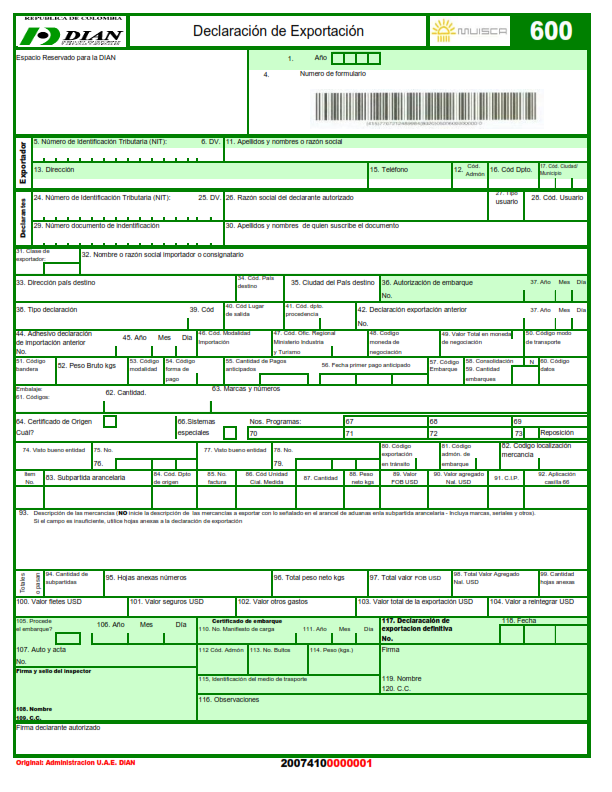 REPUBLICA DE COLOMBIA
DIAN
Declaración de Exportación
MUISCA
600
Espacio Reservado para la DIAN
1. Año
4. Numero de formulario
Exportador
5. Número de Identificación Tributaria (NIT): 6. DV. 11. Apellidos y nombres o razón social
13. Dirección 15. Teléfono 12. Cód. Admón 16. Cód Dpto. 17. Cód. Ciudad/ Municipio
Declarantes
24. Número de Identificación Tributaria (NIT): 25. DV. 26. Razón social del declarante autorizado 27. Tipo usuario 28. Cód. Usuario
29. Número documento de indentificación 30. Apellidos y nombres de quien suscribe el documento
31. Clase de exportador: 32. Nombre o razón social importador o consignatario
33. Dirección país destino 34. Cód. País destino 35. Ciudad del País destino 36. Autorización de embarque No. 37. Año Mes Día
38. Tipo declaración 39. Cód 40. Cód Lugar de salida 41. Cód. dpto. procedencia 42. Declaración exportación anterior No. 37. Año Mes Día
44. Adhesivo declaración de importación anterior No. 45. Año Mes Día 46. Cód. Modalidad Importación 47. Cód. Ofic. Regional Ministerio Industria y Turismo 48. Codigo moneda de negociación 49. Valor Total en moneda de negociación 50. Código modo de transporte
51. Código bandera 52. Peso Bruto kgs 53. Código modalidad 54. Código forma de pago 55. Cantidad de Pagos anticipados 56. Fecha primer pago anticipado 57. Código Embarque 58. Consolidación N 59. Cantidad embarques 60. Código datos
Embalaje:
61. Códigos: 62. Cantidad. 63. Marcas y números
64. Certificado de Origen Cuál? 66.Sistemas especiales Nos. Programas: 67 68 69
70 71 72 73 Reposición
74. Visto bueno entidad 75. No. 76. 77. Visto bueno entidad 78. No. 79. 80. Código exportación en tránsito 81. Código admón. de embarque 82. Código localización mercancia
Item No. 83. Subpartida arancelaria 84. Cód. Dpto de origen 85. No. factura 86. Cód Unidad Cial. Medida 87. Cantidad 88. Peso neto kgs 89. Valor FOB USD 90. Valor agregado Nal. USD 91. C.I.P. 92. Aplicación casilla 66
93. Descripción de las mercancías (NO inicie la descripción de las mercancías a exportar con lo señalado en el arancel de aduanas enla subpartida arancelaria - Incluya marcas, seriales y otros).
Si el campo es insuficiente, utilice hojas anexas a la declaración de exportación
Totales o pasan
94. Cantidad de subpartidas 95. Hojas anexas números 96. Total peso neto kgs 97. Total valor FOB USD 98. Total Valor Agregado Nal. USD 99. Cantidad hojas anexas
100. Valor fletes USD 101. Valor seguros USD 102. Valor otros gastos 103. Valor total de la exportación USD 104. Valor a reintegrar USD
105. Procede el embarque? 106. Año Mes Día
Certificado de embarque
110. No. Manifiesto de carga 111. Año Mes Día
117. Declaracaión de exportacion definitiva No. 118. Fecha
107. Auto y acta No.
112 Cód. Admón 113. No. Bultos 114. Peso (kgs.)
Firma
Firma y sello del inspector
115, Identificación del medio de trasporte
119. Nombre
120. C.C.
116. Observaciones
108. Nombre
109. C.C.
Firma declarante autorizado
Original: Administracion U.A.E. DIAN
20074100000001